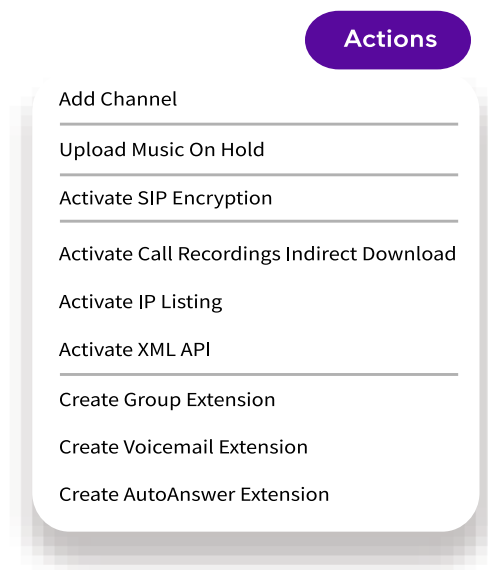 Actions
Add Channel
Upload Music On Hold
Activate SIP Encryption
Activate Call Recordings Indirect Download
Activate IP Listing
Activate XML API
Create Group Extension
Create Voicemail Extension
Create AutoAnswer Extension